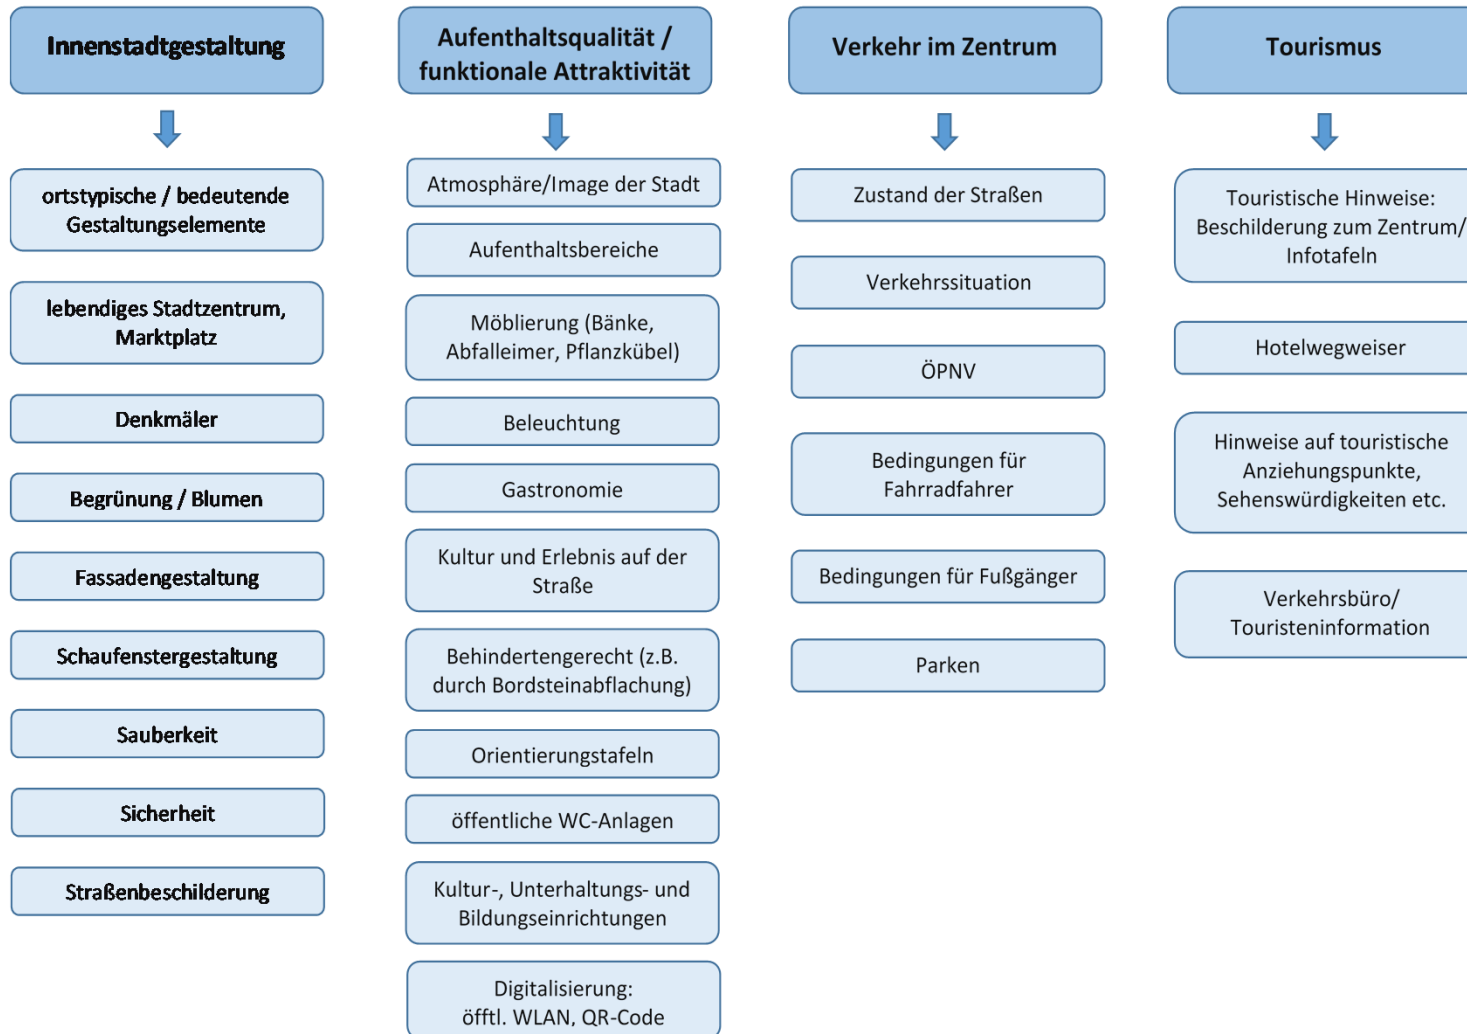 Innenstadtgestaltung
ortstypische / bedeutende
Gestaltungselemente
lebendiges Stadtzentrum,
Marktplatz
Denkmäler
Begrünung / Blumen
Fassadengestaltung
Schaufenstergestaltung
Sauberkeit
Sicherheit
Straßenbeschilderung
Aufenthaltsqualität /
funktionale Attraktivität
Atmosphäre/Image der Stadt
Aufenthaltsbereiche
Möblierung (Bänke,
Abfalleimer, Pflanzkübel)
Beleuchtung
Gastronomie
Kultur und Erlebnis auf der
Straße
Behindertengerecht (z.B.
durch Bordsteinabflachung)
Orientierungstafeln
öffentliche WC-Anlagen
Kultur-, Unterhaltungs- und
Bildungseinrichtungen
Digitalisierung:
öfftl. WLAN, QR-Code
Verkehr im Zentrum
Zustand der Straßen
Verkehrssituation
ÖPNV
Bedingungen für
Fahrradfahrer
Bedingungen für Fußgänger
Parken
Tourismus
Touristische Hinweise:
Beschilderung zum Zentrum/
Infotafeln
Hotelwegweiser
Hinweise auf touristische
Anziehungspunkte,
Sehenswürdigkeiten etc.
Verkehrsbüro/
Touristeninformation